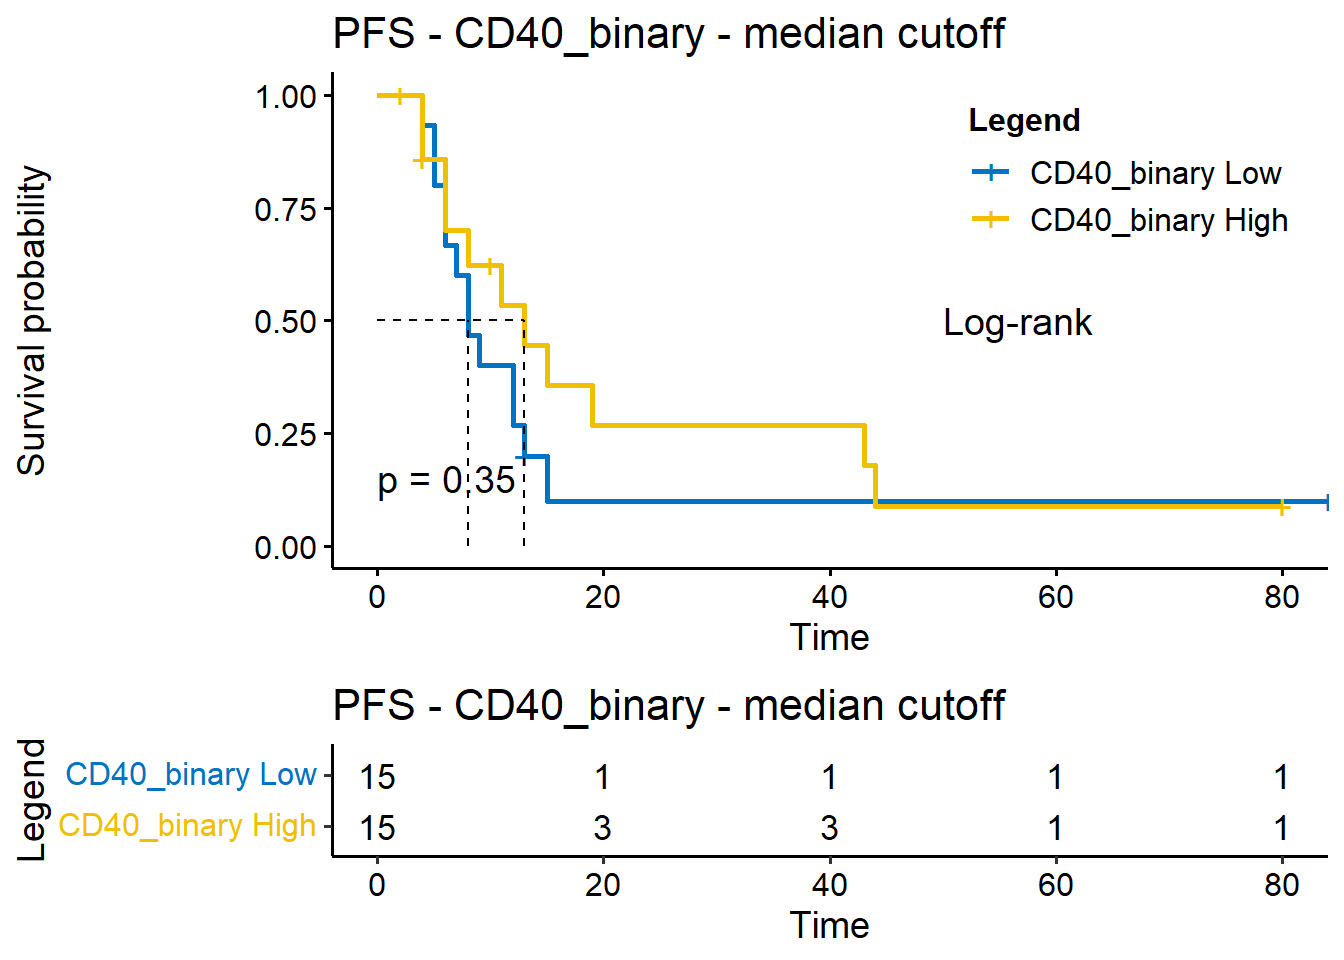 PFS - CD40_binary - median cutoff
Survival probability
1.00
0.75
0.50
0.25
0.00
Legend
CD40_binary Low
CD40_binary High
Log-rank
p = 0.35
0 20 40 60 80
Time
PFS - CD40_binary - median cutoff
Legend
CD40_binary Low 15 1 1 1 1
CD40_binary High 15 3 3 1 1
0 20 40 60 80
Time